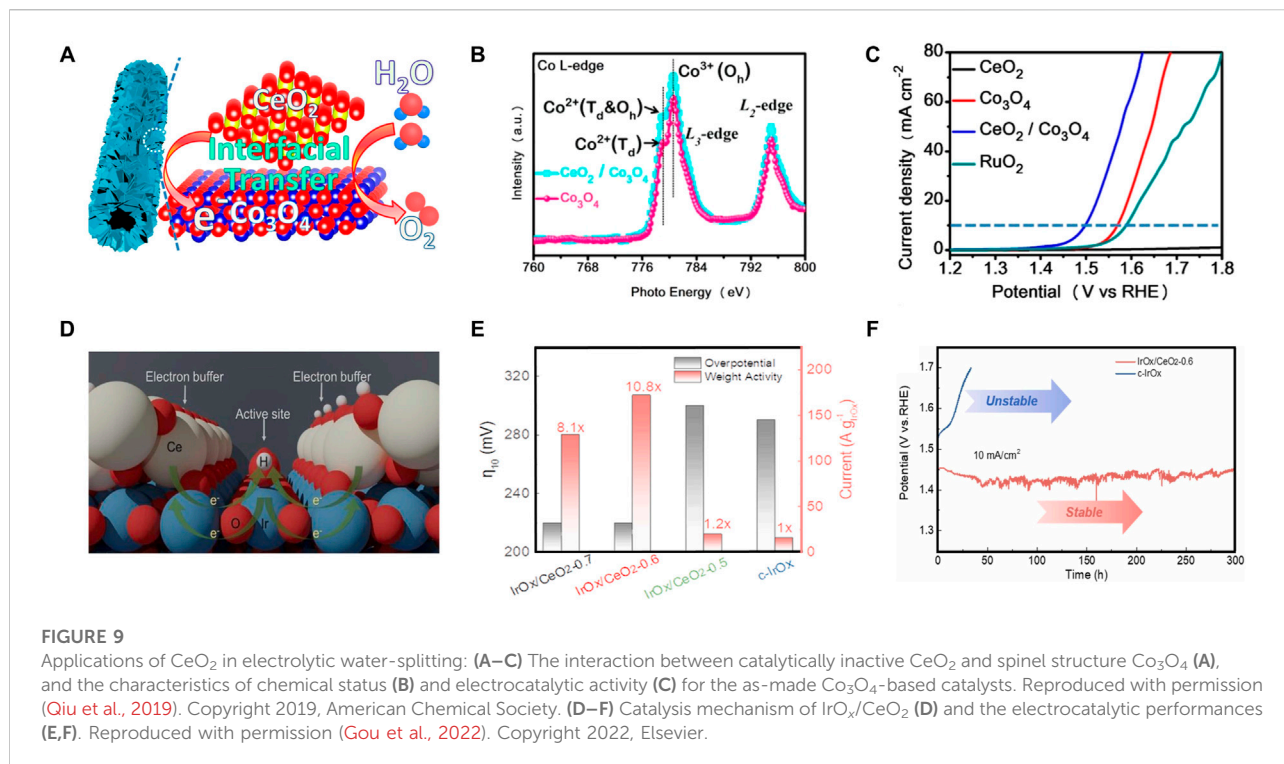 A
H2O
CeO2
Interfacial
Transfer
e-
Co3O4
O2
B
Co L-edge
Co3+ (Oh)
Co2+(Td&Oh)
Co2+(Td)
L3-edge
L2-edge
CeO2 / Co3O4
Co3O4
Intensity (a.u.)
760 768 776 784 792 800
Photo Energy (eV)
C
80
60
40
20
10
0
Current density (mA cm-2)
CeO2
Co3O4
CeO2 / Co3O4
RuO2
1.2 1.3 1.4 1.5 1.6 1.7 1.8
Potential (V vs RHE)
D
Electron buffer Electron buffer
Active site
Ce
H
e- e-
e- O Ir e-
E
Overpotential
Weight Activity
320
280
240
200
η10 (mV)
8.1x
10.8x
1.2x
1x
200
150
100
50
0
Current (A g-1IrOx)
IrOx/CeO2-0.7
IrOx/CeO2-0.6
IrOx/CeO2-0.5
c-IrOx
F
IrOx/CeO2-0.6
c-IrOx
1.7
1.6
1.5
1.4
1.3
Potential (V vs.RHE)
Unstable
10 mA/cm2
Stable
0 50 100 150 200 250 300
Time (h)
FIGURE 9
Applications of CeO2 in electrolytic water-splitting: (A–C) The interaction between catalytically inactive CeO2 and spinel structure Co3O4 (A),
and the characteristics of chemical status (B) and electrocatalytic activity (C) for the as-made Co3O4-based catalysts. Reproduced with permission
(Qiu et al., 2019). Copyright 2019, American Chemical Society. (D–F) Catalysis mechanism of IrOx/CeO2 (D) and the electrocatalytic performances
(E,F). Reproduced with permission (Gou et al., 2022). Copyright 2022, Elsevier.